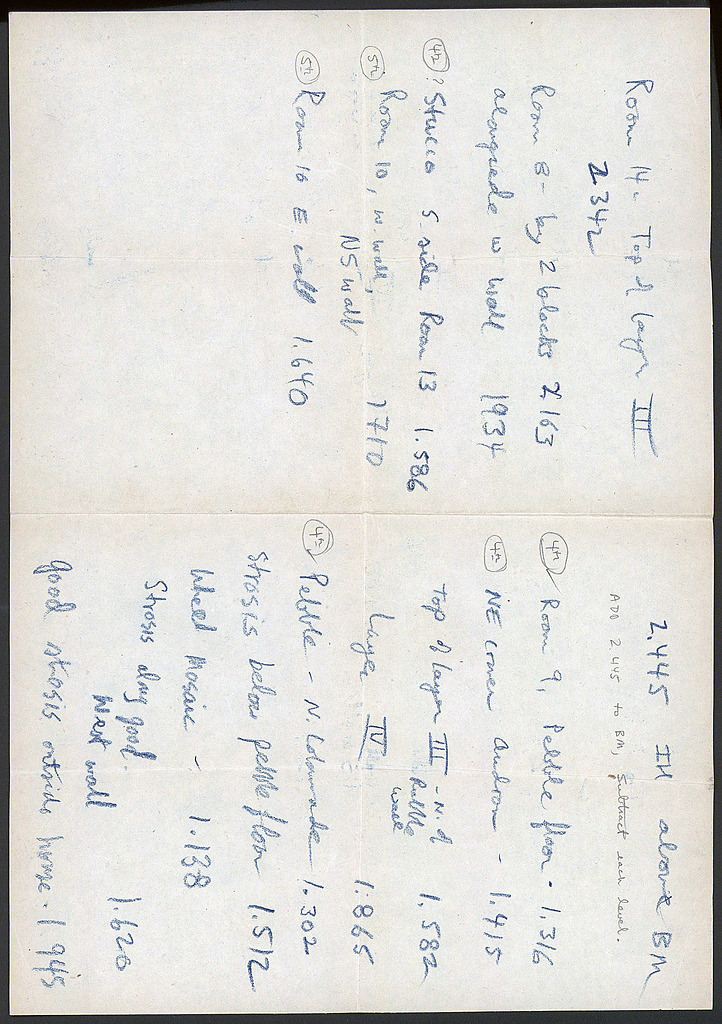 Room 14 - Top of layer III
2.342
Room 8 - by 2 blocks 2,163
alongside W wall 1.934
4th ? Stucco S. side Room 13 1.586
5th Room 10, W. wall,
NS wall 1.710
5th Room 10 E wall 1.640
2.445 IH above BM
ADD 2.445 to BM, subtract each level.
4th Room 9, Pebble floor - 1.316
4th NE corner Andron - 1.415
top of layer III - N. of
Rubble
wall 1.582
Layer IV 1.865
4th Pebble - N. Colonnade 1.302
Strosis below pebble floor 1.512
Wheel Mosaic - 1.138
Strosis along good
West wall 1.620
good strosis outside house - 1.945